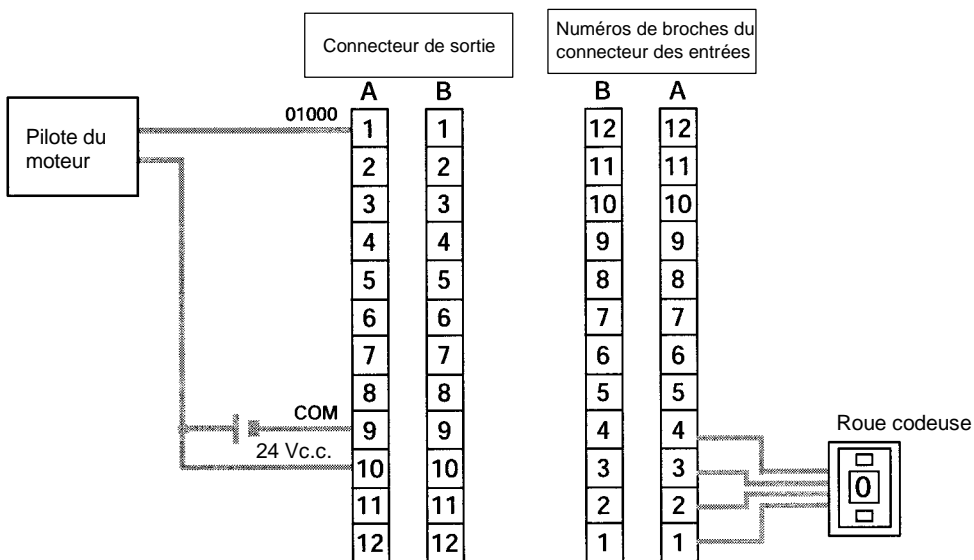 Connecteur de sortie
Numéros de broches du
connecteur des entrées
A B B A
Pilote du
moteur
01000
1 1 12 12
2 2 11 11
3 3 10 10
4 4 9 9
5 5 8 8
6 6 7 7
7 7 6 6
8 8 5 5
COM
9 9 4 4
Roue codeuse
24 Vc.c.
10 10 3 3
0
11 11 2 2
12 12 1 1